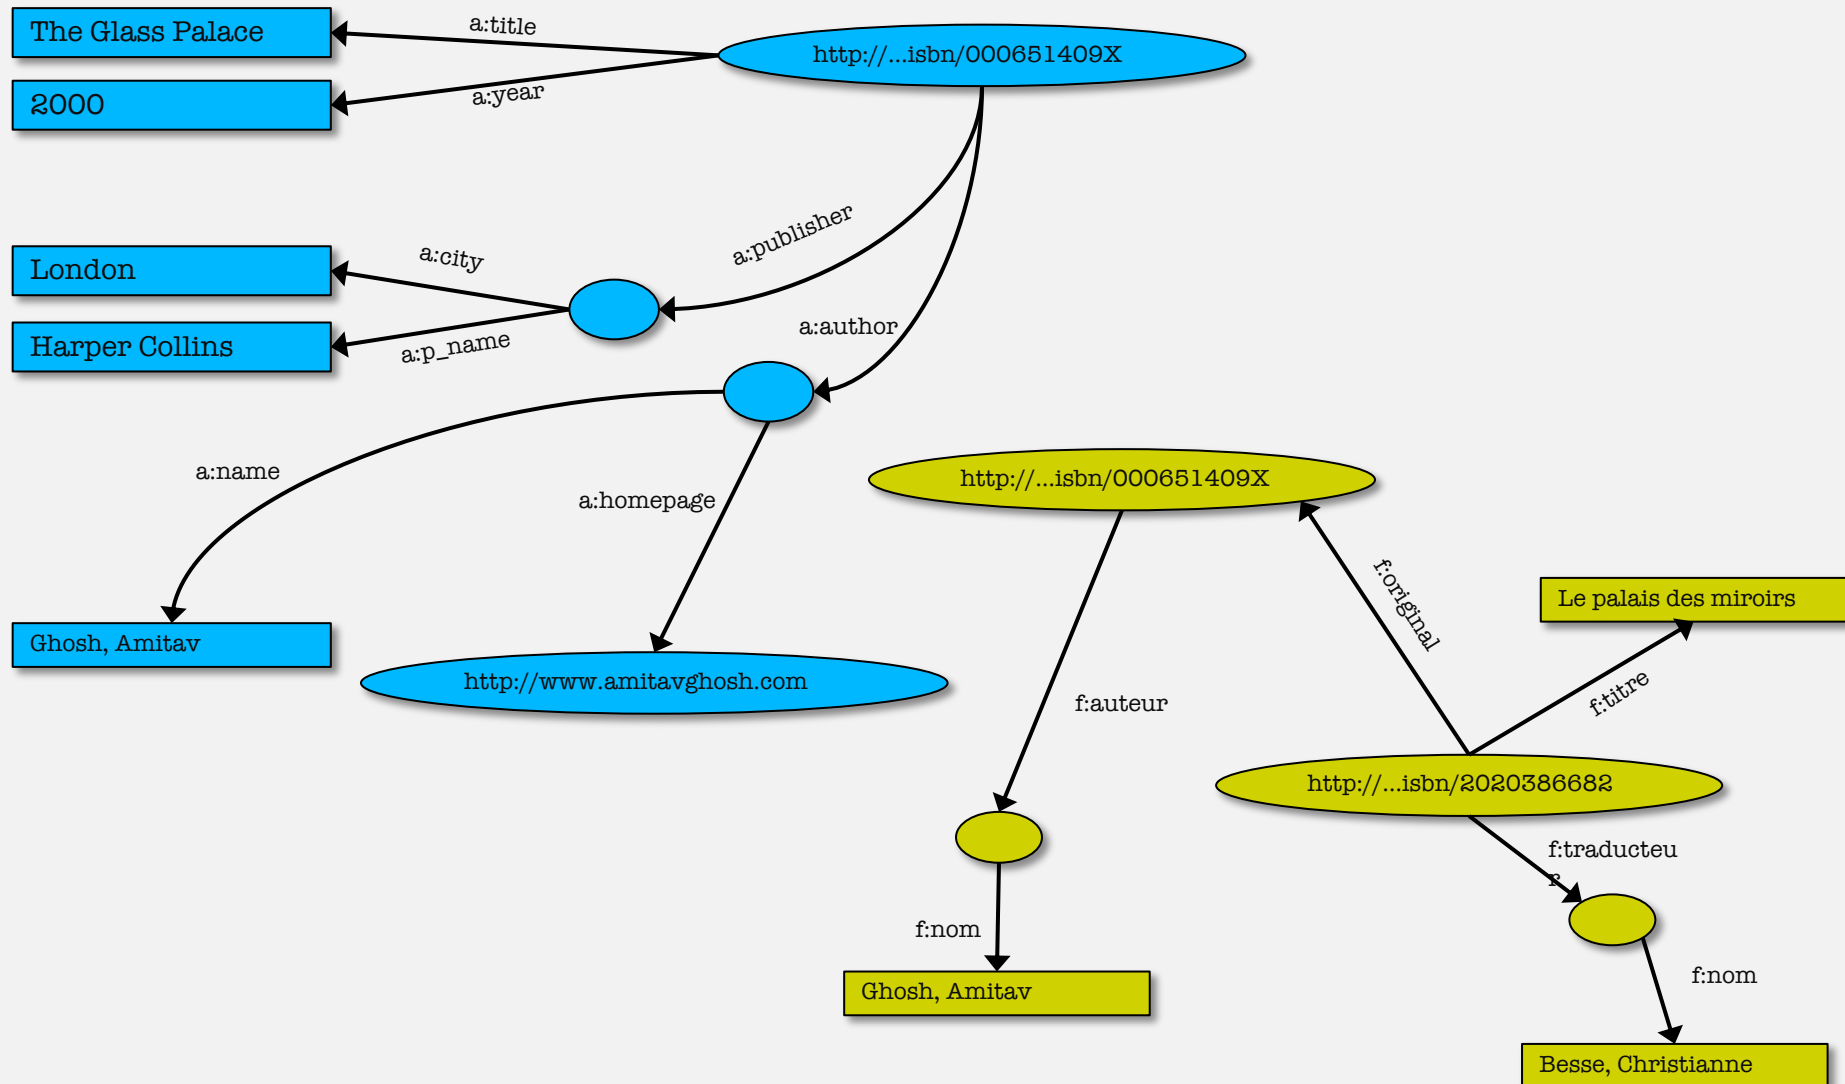 The Glass Palace
a:title
http://...isbn/000651409X
2000
a:year
a:publisher
London
a:city
a:author
Harper Collins
a:p_name
a:name
a:homepage
http://...isbn/000651409X
f:original
Le palais des miroirs
Ghosh, Amitav
http://www.amitavghosh.com
f:auteur
f:titre
http://...isbn/2020386682
f:traducteu
r
f:nom
f:nom
Ghosh, Amitav
Besse, Christianne